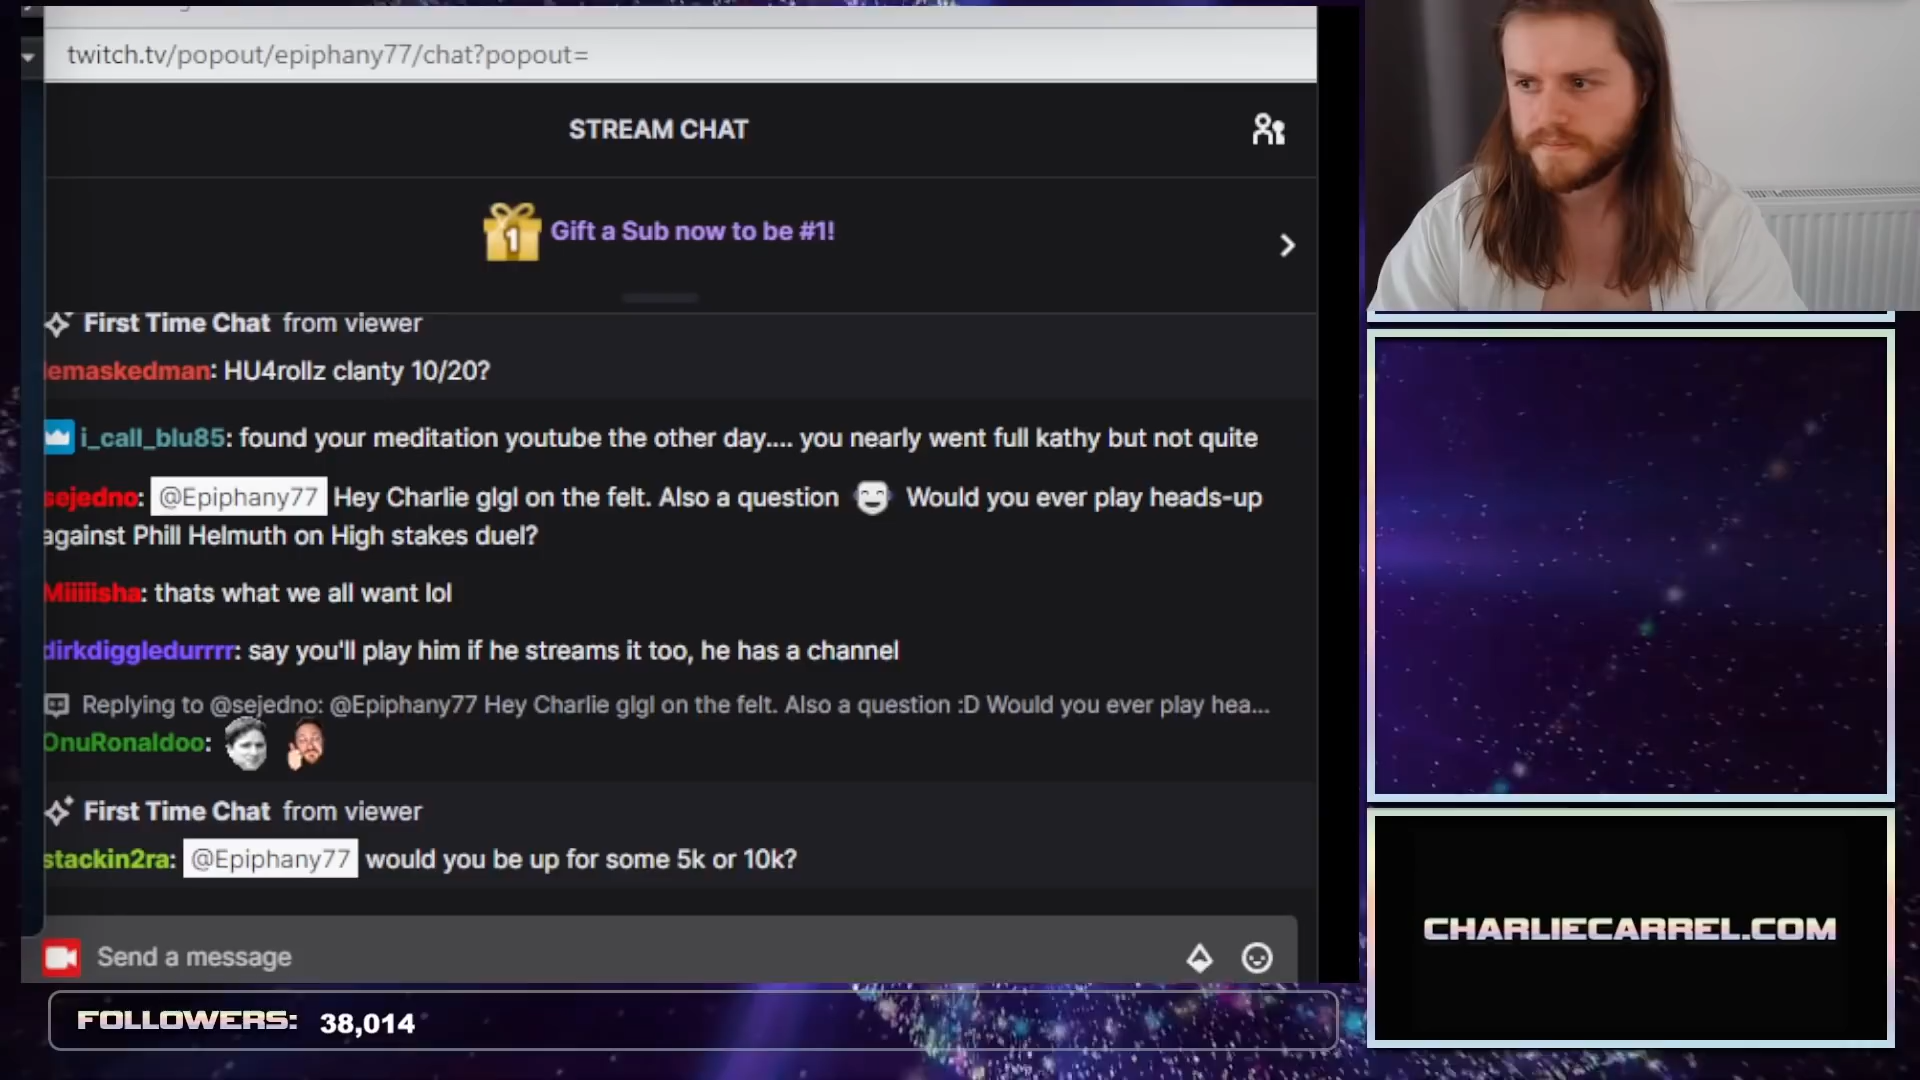 twitch.tv/popout/epiphany77/chat?popout=
STREAM CHAT
1
Gift a Sub now to be #1!
First Time Chat from viewer
lemaskedman: HU4rollz clanty 10/20?
i_call_blu85: found your meditation youtube the other day.... you nearly went full kathy but not quite
sejedno: @Epiphany77 Hey Charlie glgl on the felt. Also a question Would you ever play heads-up
against Phill Helmuth on High stakes duel?
Miiiiisha: thats what we all want lol
dirkdiggledurrrr: say you'll play him if he streams it too, he has a channel
Replying to @sejedno: @Epiphany77 Hey Charlie glgl on the felt. Also a question :D Would you ever play hea...
OnuRonaldoo:
First Time Chat from viewer
stackin2ra: @Epiphany77 would you be up for some 5k or 10k?
Send a message
FOLLOWERS: 38,014
CHARLIECARREL.COM